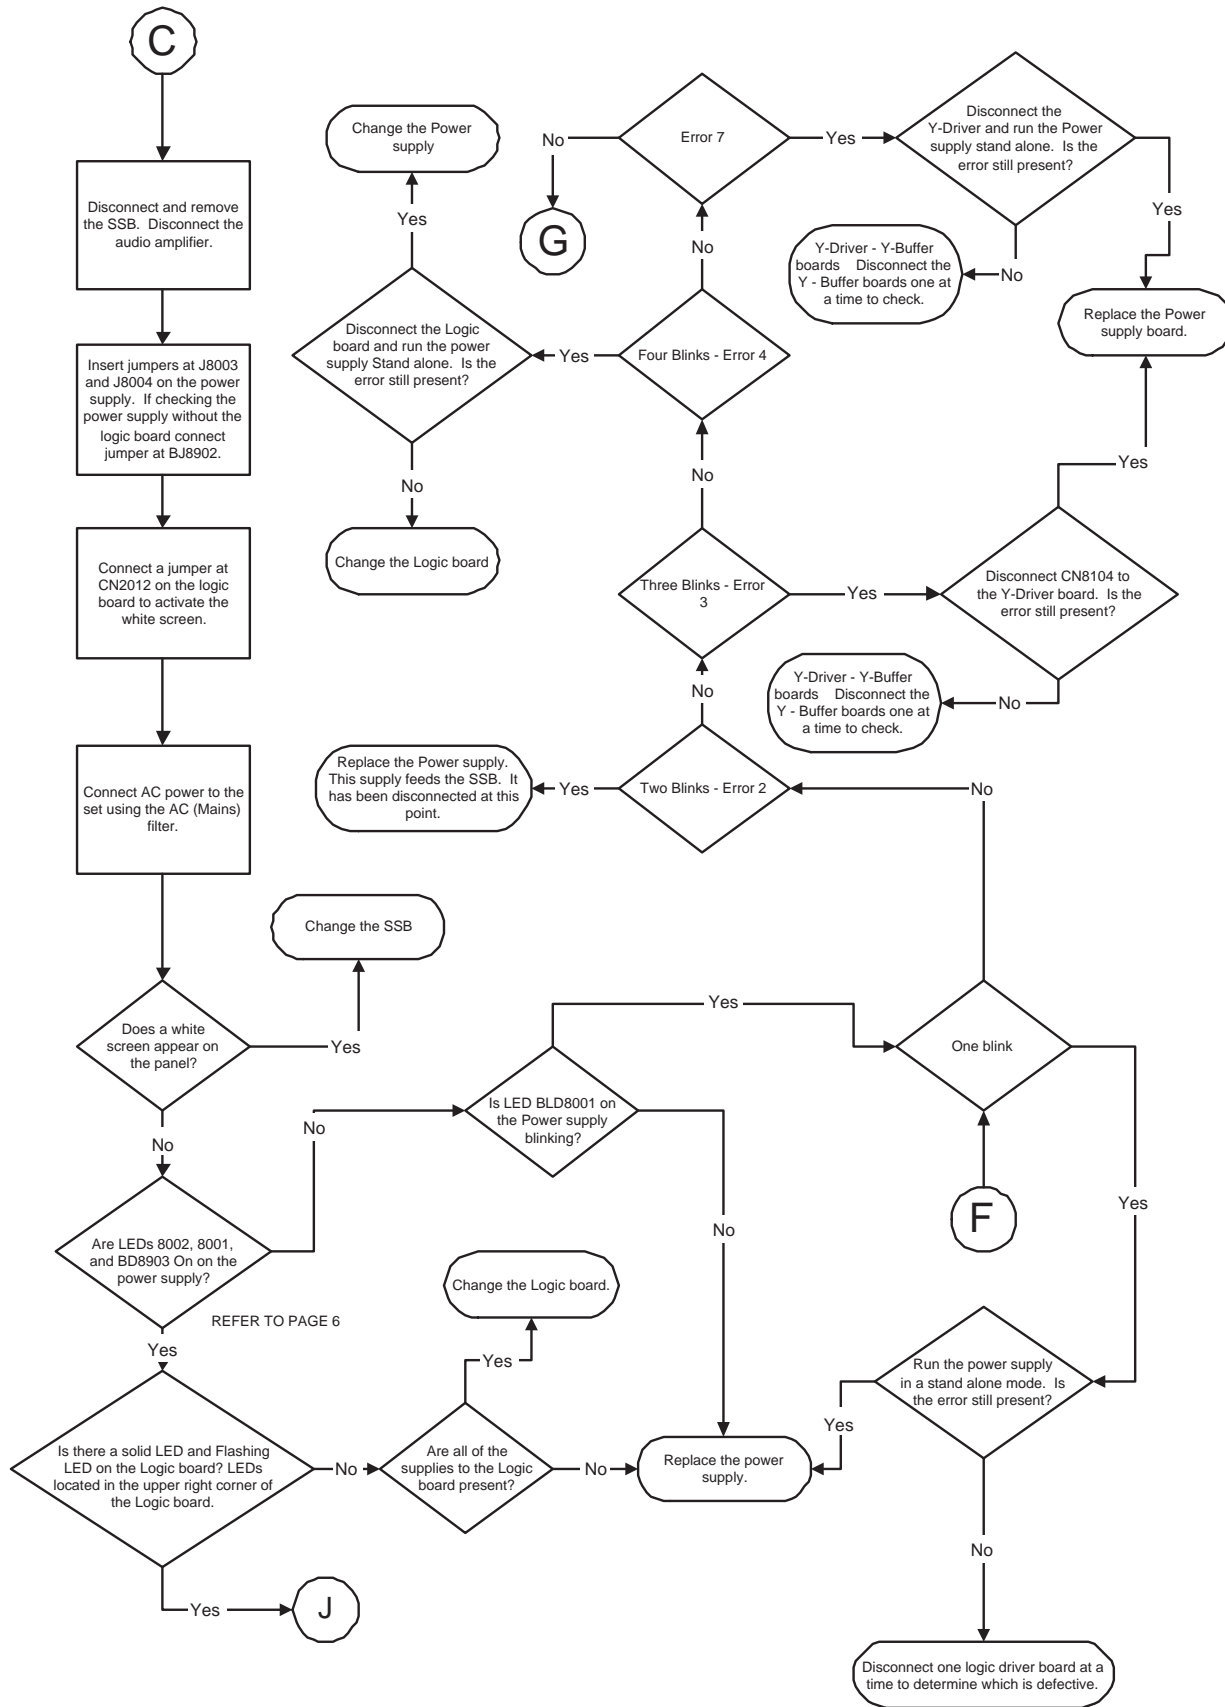 C
Disconnect and remove
the SSB.  Disconnect the
audio amplifier.
Insert jumpers at J8003
and J8004 on the power
supply.  If checking the
power supply without the
logic board connect
jumper at BJ8902.
Connect a jumper at
CN2012 on the logic
board to activate the
white screen.
Connect AC power to the
set using the AC (Mains)
filter.
Does a white
screen appear on
the panel?
Yes
Change the SSB
No
Are LEDs 8002, 8001,
and BD8903 On on the
power supply?
No
REFER TO PAGE 6
Yes
Is there a solid LED and Flashing
LED on the Logic board? LEDs
located in the upper right corner of
the Logic board.
Yes
J
No
Are all of the
supplies to the Logic
board present?
Yes
Change the Logic board.
No
Replace the power
supply.
Is LED BLD8001 on
the Power supply
blinking?
No
Yes
One blink
F
Yes
Run the power supply
in a stand alone mode.  Is
the error still present?
Yes
No
Disconnect one logic driver board at a
time to determine which is defective.
No
Two Blinks - Error 2
Yes
Replace the Power supply.
This supply feeds the SSB.  It
has been disconnected at this
point.
No
Three Blinks - Error
3
Yes
Disconnect CN8104 to
the Y-Driver board.  Is the
error still present?
Yes
No
Y-Driver - Y-Buffer
boards    Disconnect the
Y - Buffer boards one at
a time to check.
No
Four Blinks - Error 4
Yes
Disconnect the Logic
board and run the power
supply Stand alone.  Is the
error still present?
Yes
Change the Power
supply
No
Change the Logic board
No
Error 7
No
G
Yes
Disconnect the
Y-Driver and run the Power
supply stand alone.  Is the
error still present?
Yes
Replace the Power
supply board.
No
Y-Driver - Y-Buffer
boards    Disconnect the
Y - Buffer boards one at
a time to check.